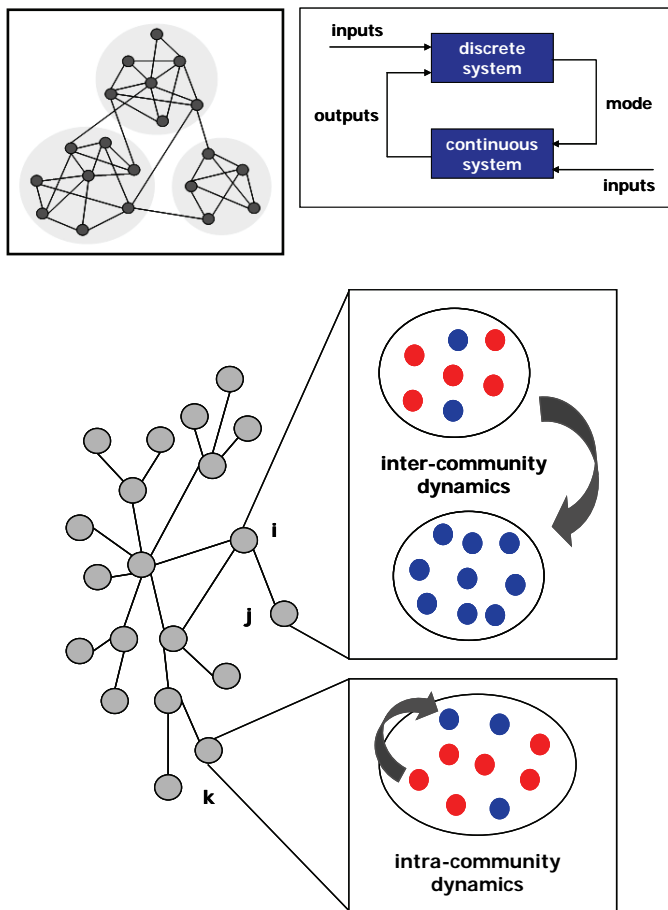 inputs
discrete
system
outputs
mode
continuous
system
inputs
inter-community
dynamics
i
j
k
intra-community
dynamics